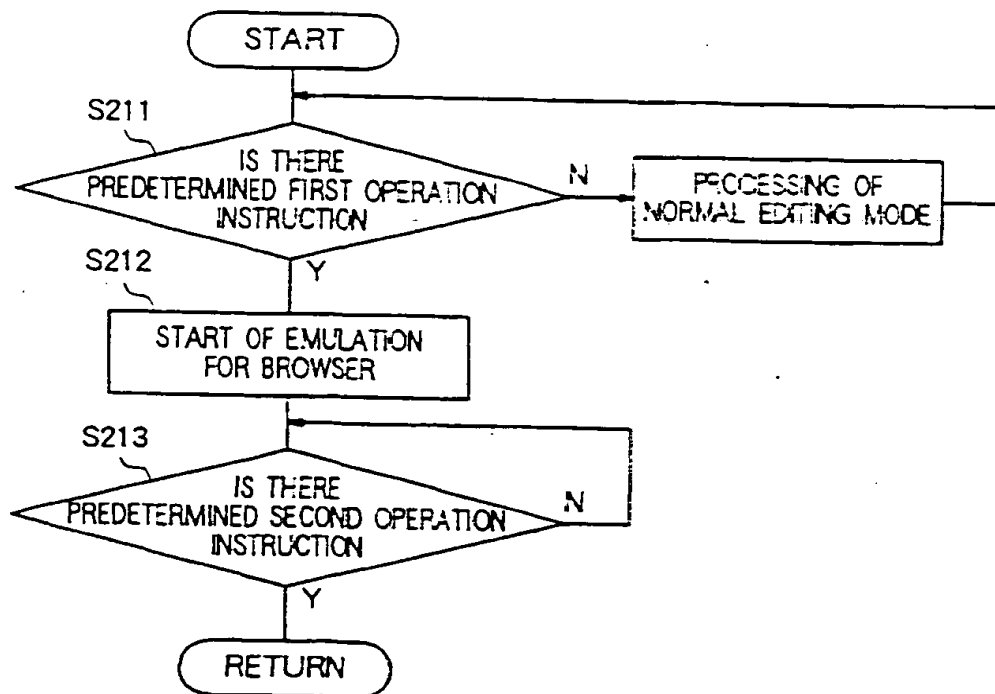 START
S211
IS THERE
PREDETERMINED FIRST OPERATION
INSTRUCTION
N
PROCESSING OF
NORMAL EDITING MODE
Y
S212
START OF EMULATION
FOR BROWSER
S213
IS THERE
PREDETERMINED SECOND OPERATION
INSTRUCTION
N
Y
RETURN